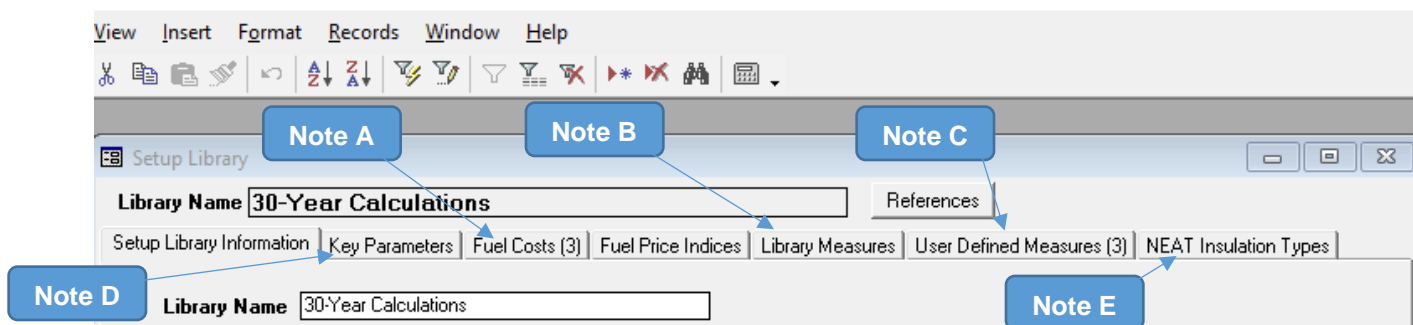 View Insert Format Records Window Help
Note A Note B Note C
Setup Library
Library Name 30-Year Calculations References
Setup Library Information Key Parameters Fuel Costs (3) Fuel Price Indices Library Measures User Defined Measures (3) NEAT Insulation Types
Note D Note E
Library Name 30-Year Calculations